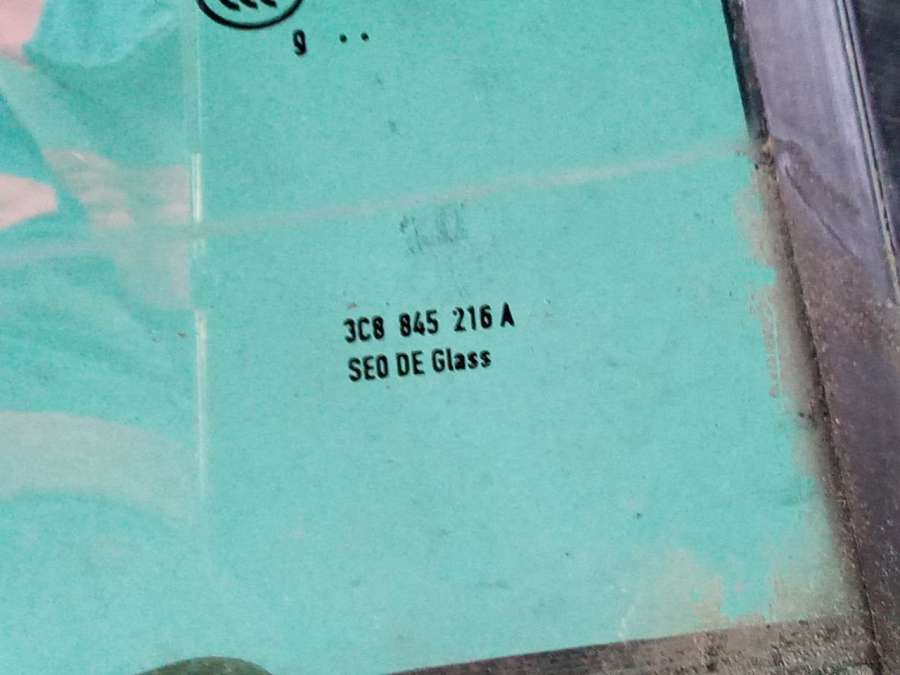 9 ..
3C8 845 216 A
SEO DE Glass